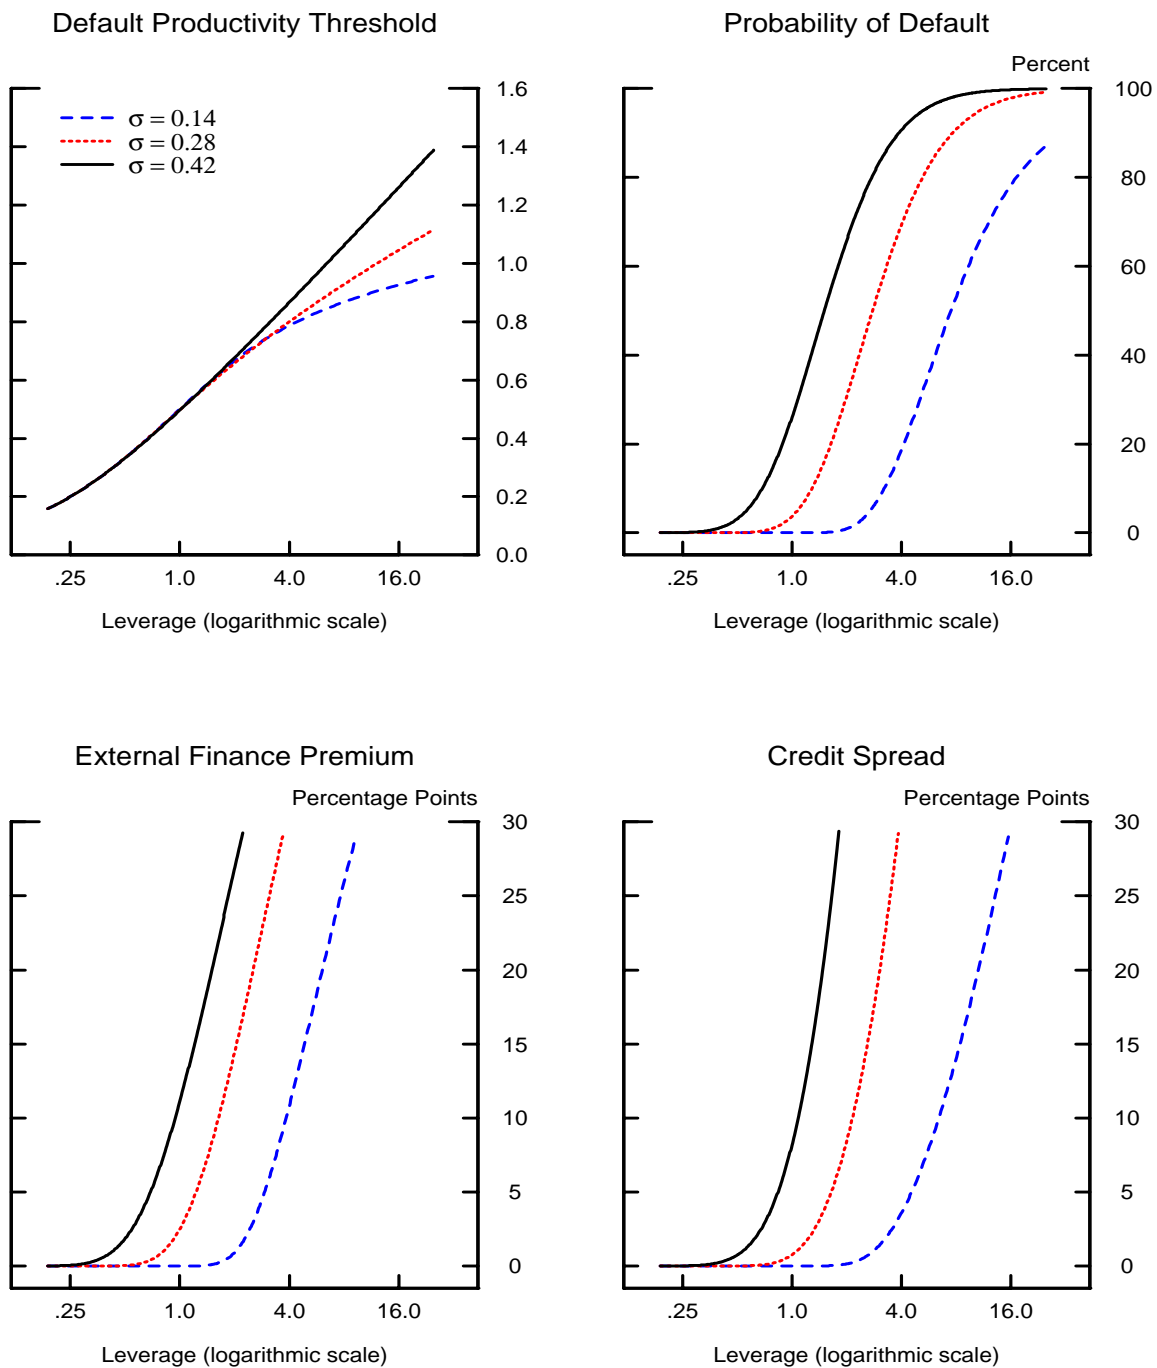 Default Productivity Threshold
1.6
1.4
1.2
1.0
0.8
0.6
0.4
0.2
0.0
σ = 0.14
σ = 0.28
σ = 0.42
.25 1.0 4.0 16.0
Leverage (logarithmic scale)
Probability of Default
Percent
100
80
60
40
20
0
.25 1.0 4.0 16.0
Leverage (logarithmic scale)
External Finance Premium
Percentage Points
30
25
20
15
10
5
0
.25 1.0 4.0 16.0
Leverage (logarithmic scale)
Credit Spread
Percentage Points
30
25
20
15
10
5
0
.25 1.0 4.0 16.0
Leverage (logarithmic scale)